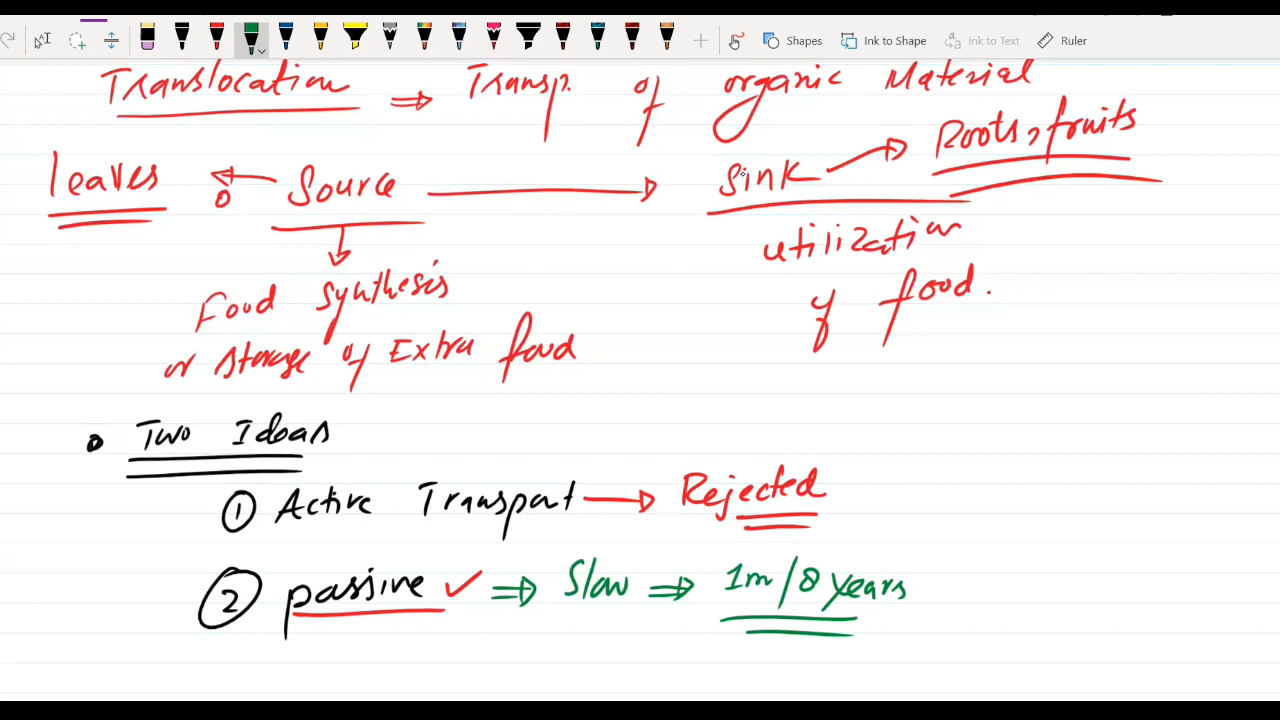 Shapes Ink to Shape Ink to Text Ruler
Translocation ⇒ Transp. of organic Material
leaves ← Source → Sink → Roots, fruits
utilization
of food.
Food synthesis
or storage of Extra food
Two Ideas
① Active Transport → Rejected
② passive ✓ ⇒ Slow ⇒ 1m/8 years